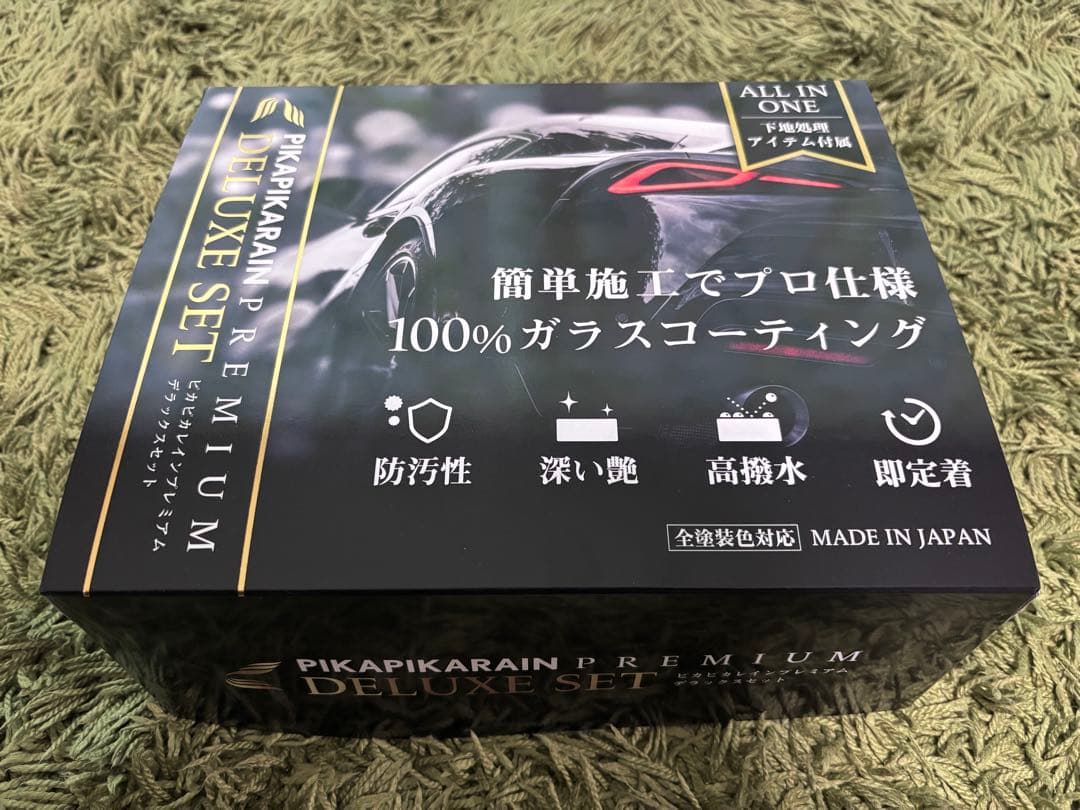 ALL IN
ONE
下地処理
アイテム付属
PIKAPIKARAIN PREMIUM
DELUXE SET
ピカピカレインプレミアム
デラックスセット
簡単施工でプロ仕様
100%ガラスコーティング
防汚性
深い艶
高撥水
即定着
全塗装色対応 MADE IN JAPAN
PIKAPIKARAIN PREMIUM
DELUXE SET
ピカピカレインプレミアム
デラックスセット